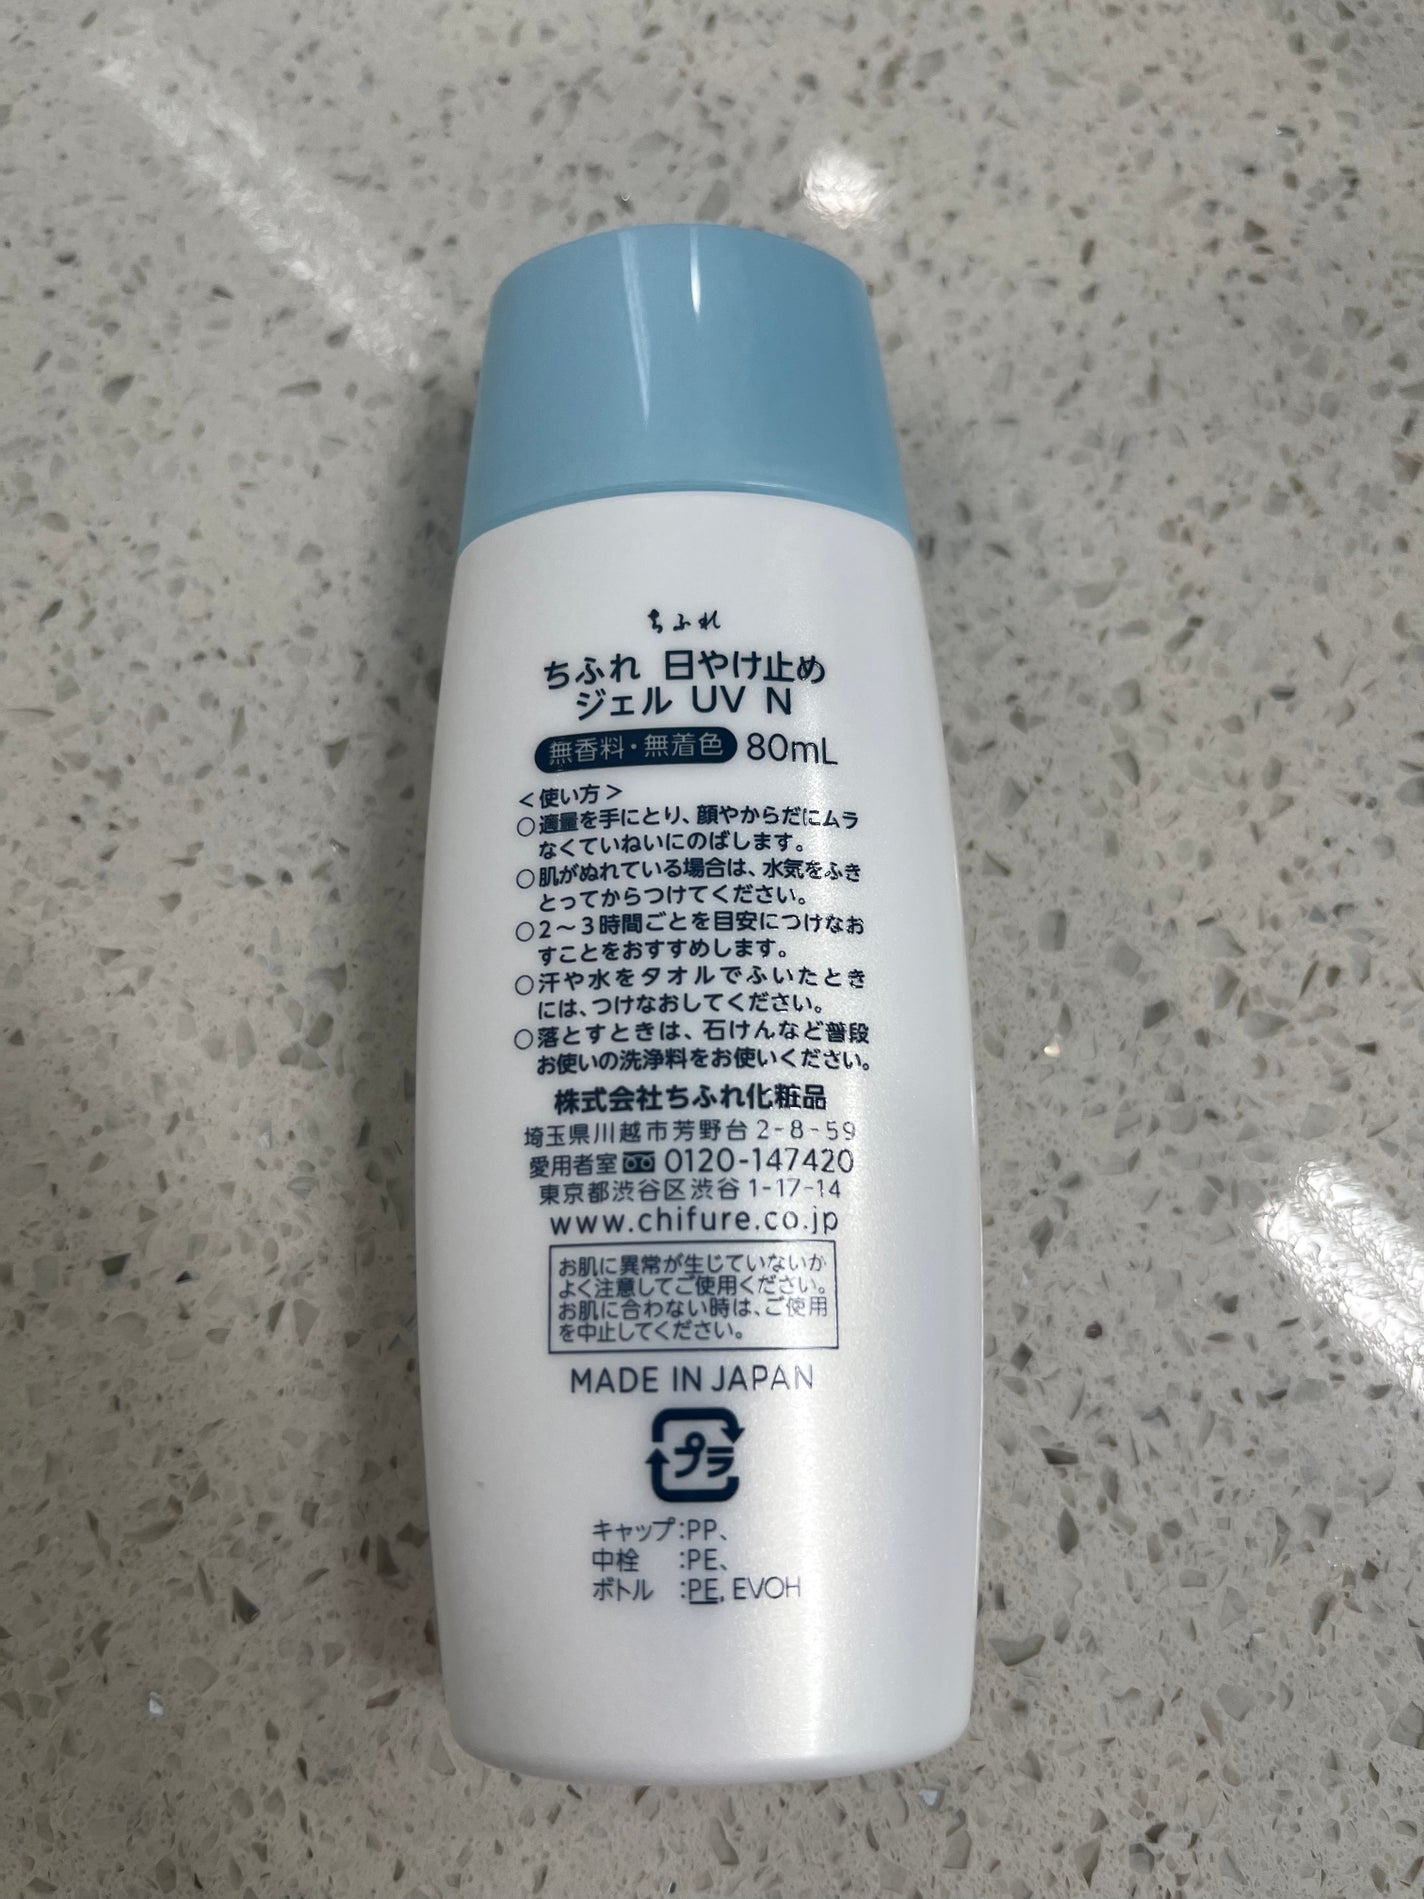 ちふれ
ちふれ 日やけ止め
ジェル UV N
無香料・無着色 80mL
<使い方>
○適量を手にとり、顔やからだにムラ
なくていねいにのばします。
○肌がぬれている場合は、水気をふき
とってからつけてください。
○2〜3時間ごとを目安につけなお
すことをおすすめします。
○汗や水をタオルでふいたとき
には、つけなおしてください。
○落とすときは、石けんなど普段
お使いの洗浄料をお使いください。
株式会社ちふれ化粧品
埼玉県川越市芳野台2-8-59
愛用者室 0120-147420
東京都渋谷区渋谷1-17-14
www.chifure.co.jp
お肌に異常が生じていないか
よく注意してご使用ください。
お肌に合わない時は、ご使用
を中止してください。
MADE IN JAPAN
プラ
キャップ:PP、
中栓 :PE、
ボトル :PE, EVOH